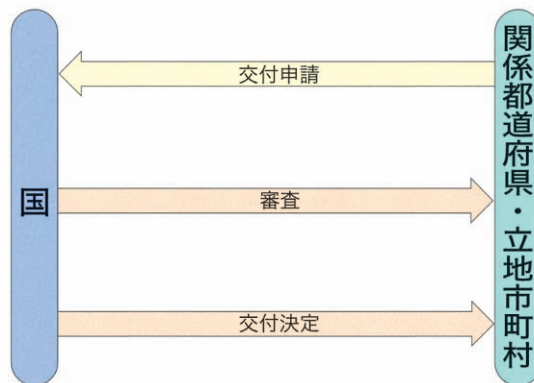 国
交付申請
審査
交付決定
関係都道府県・立地市町村